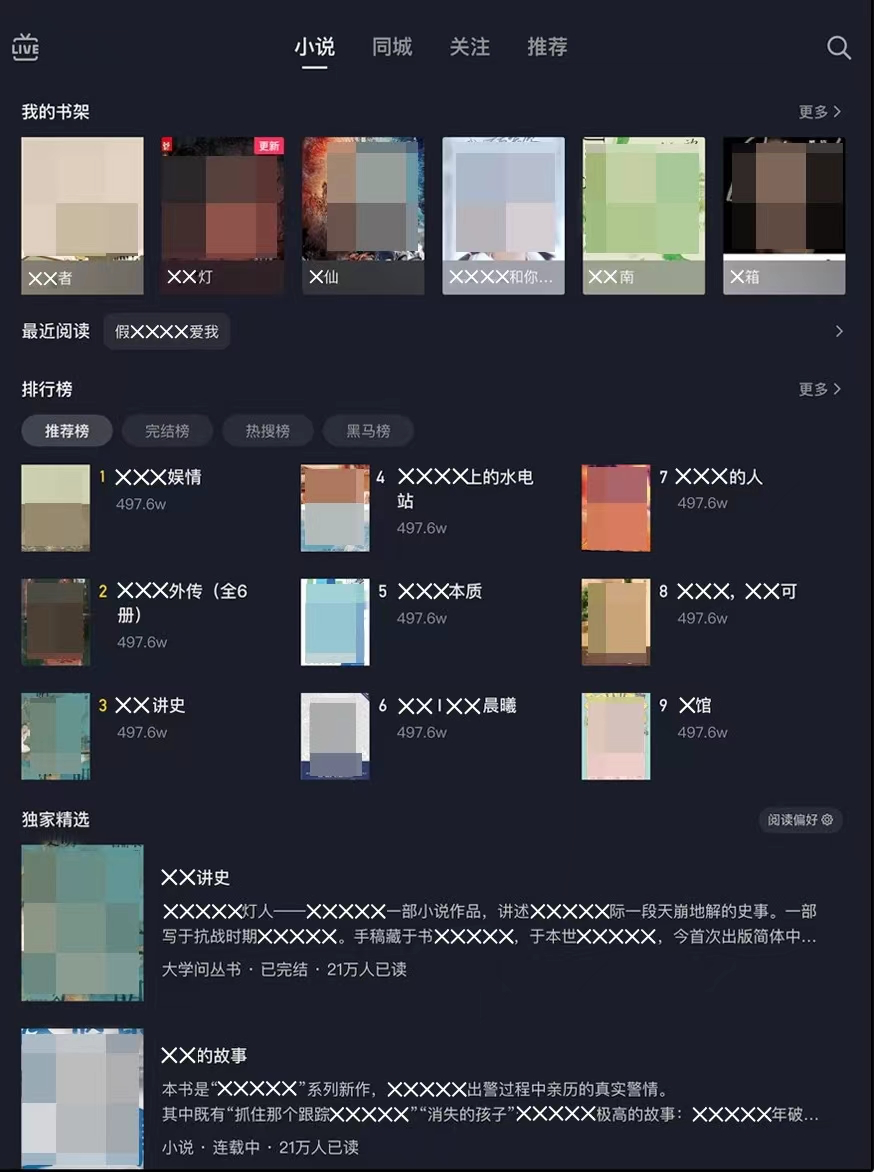 LIVE
小说 同城 关注 推荐
我的书架 更多
更新
XX者 XX灯 X仙 XXXX和你... XX南 X箱
最近阅读 假XXXX爱我
排行榜 更多
推荐榜 完结榜 热搜榜 黑马榜
1 XXX娱情
497.6w
2 XXX外传（全6
册）
497.6w
3 XX讲史
497.6w
4 XXXX上的水电
站
497.6w
5 XXX本质
497.6w
6 XX|XX晨曦
497.6w
7 XXX的人
497.6w
8 XXX，XX可
497.6w
9 X馆
497.6w
独家精选 阅读偏好
XX讲史
XXXXX灯人——XXXXX一部小说作品，讲述XXXXX际一段天崩地解的史事。一部
写于抗战时期XXXXX。手稿藏于书XXXXX，于本世XXXXX，今首次出版简体中...
大学问丛书 · 已完结 · 21万人已读
XX的故事
本书是“XXXXX”系列新作，XXXXX出警过程中亲历的真实警情。
其中既有“抓住那个跟踪XXXXX”“消失的孩子”XXXXX极高的故事：XXXXX年破...
小说 · 连载中 · 21万人已读